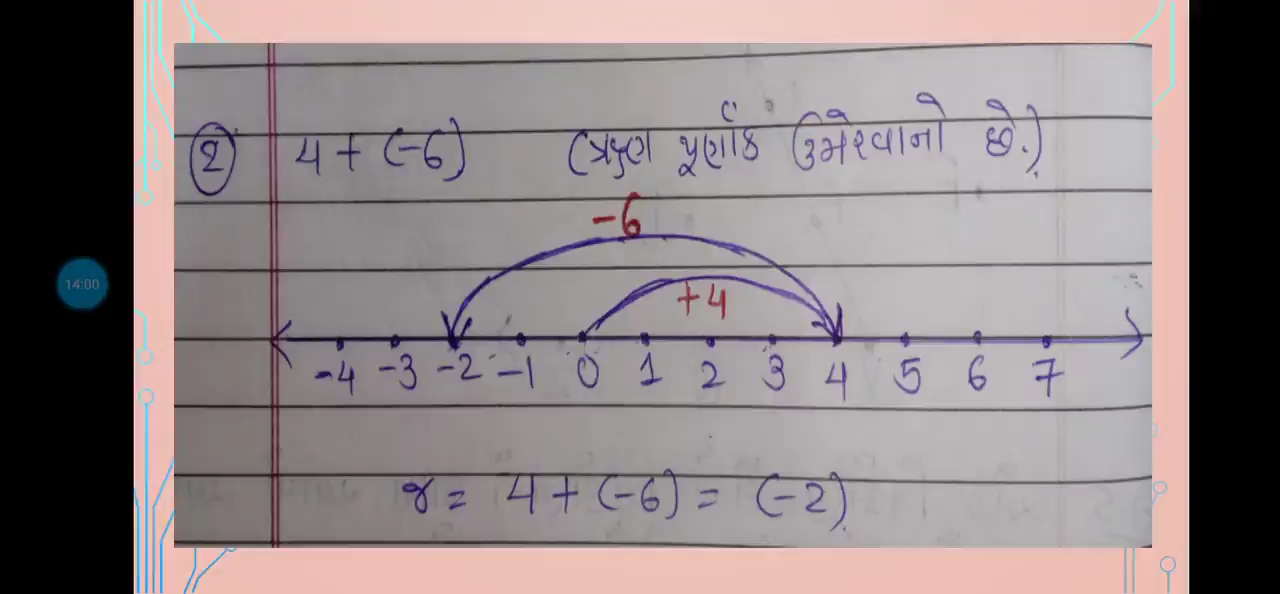 14:00
(2) 4 + (-6) (ઋણ પૂર્ણાંક ઉમેરવાનો છે.)
-6
+4
-4 -3 -2 -1 0 1 2 3 4 5 6 7
= 4 + (-6) = (-2)